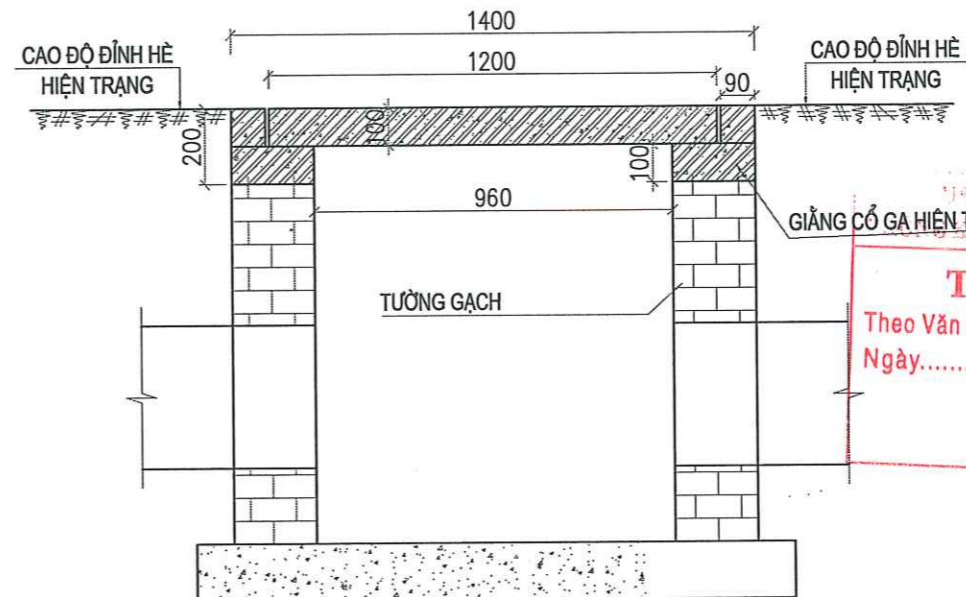 1400
CAO ĐỘ ĐỈNH HÈ
HIỆN TRẠNG
1200
CAO ĐỘ ĐỈNH HÈ
HIỆN TRẠNG
90
200
100
100
960
GIẰNG CỔ GA HIỆN T
TƯỜNG GẠCH
T
Theo Văn
Ngày.......